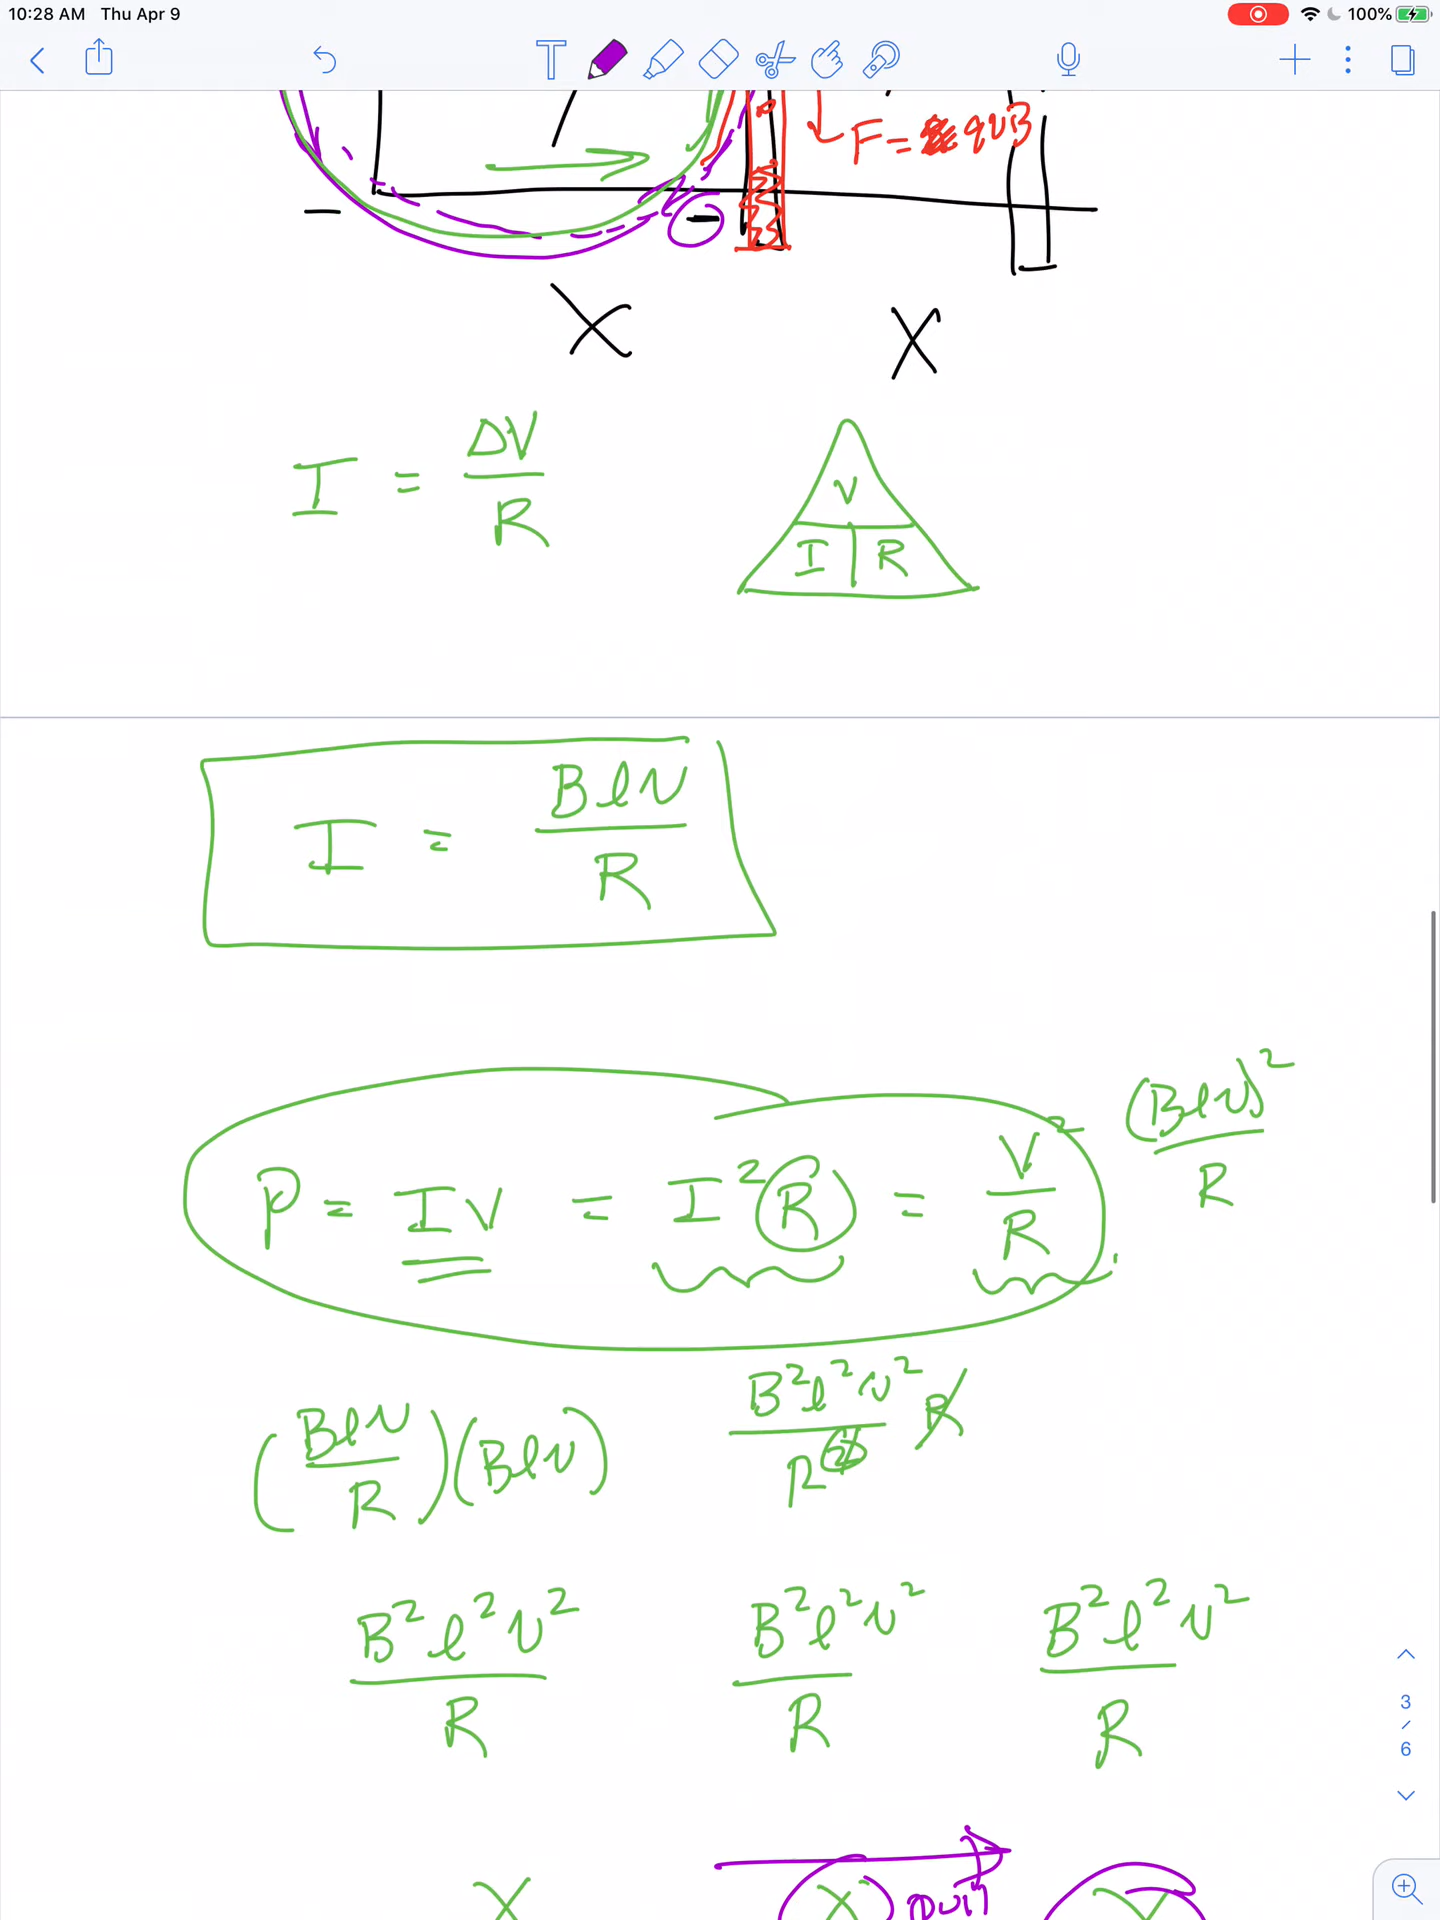 10:28 AM Thu Apr 9
100%
T
F = qvB
–
–
X X
I = ΔV / R
V
I | R
I = Blv / R
P = IV = I²R = V² / R
(Blv)² / R
(Blv / R)(Blv)
B²l²v² / R² R
B²l²v² / R
B²l²v² / R
B²l²v² / R
3
/
6
X X